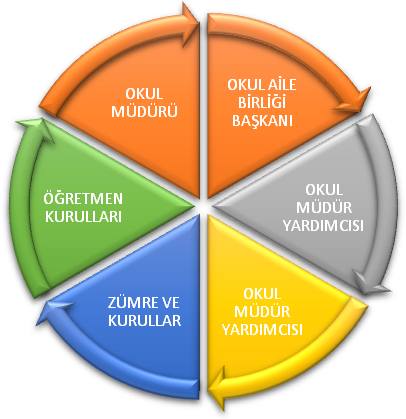 OKUL
MÜDÜRÜ
OKUL AİLE
BİRLİĞİ
BAŞKANI
OKUL
MÜDÜR
YARDIMCISI
OKUL
MÜDÜR
YARDIMCISI
ZÜMRE VE
KURULLAR
ÖĞRETMEN
KURULLARI